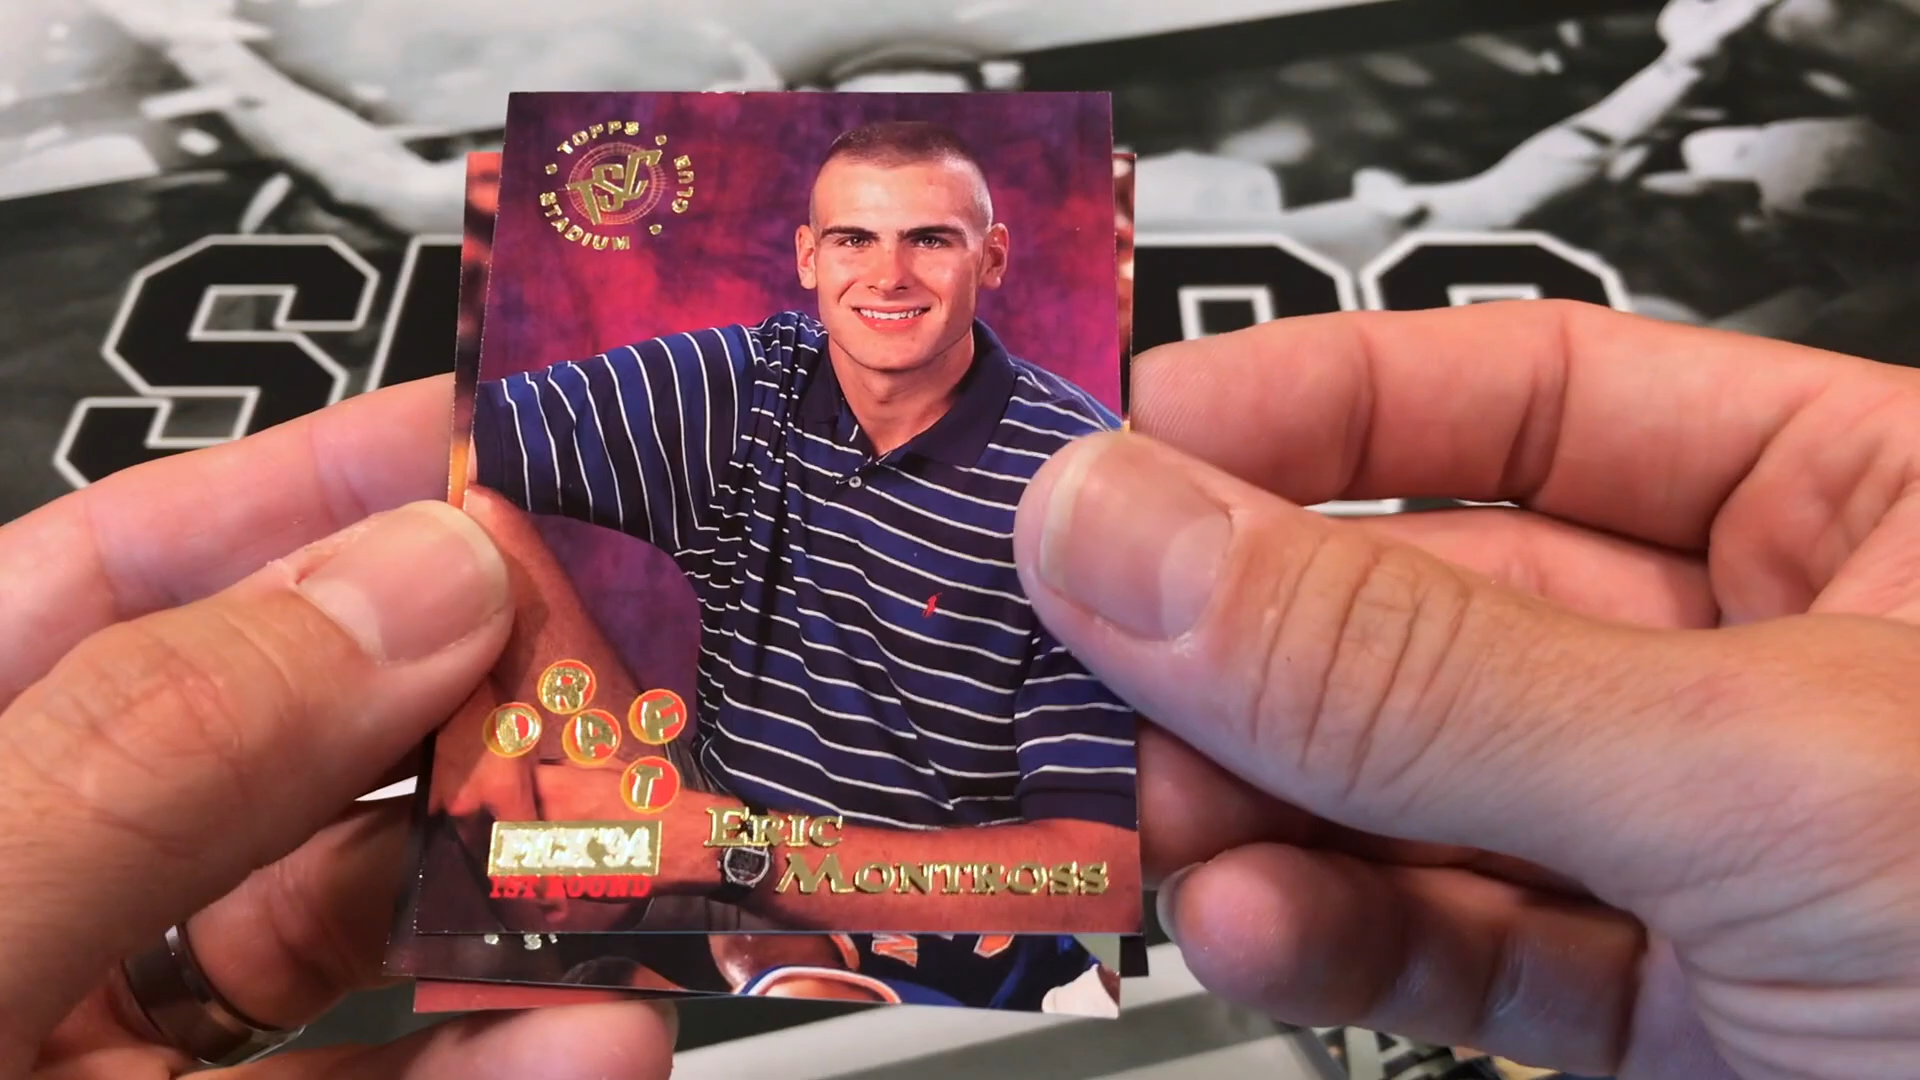 TOPPS
STADIUM
CLUB
TSC
DRAFT
PICK '94
1ST ROUND
ERIC
MONTROSS